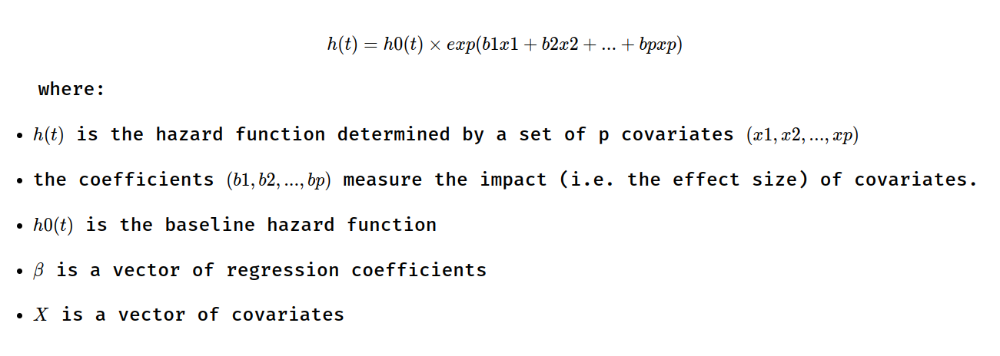 h(t) = h0(t) × exp(b1x1 + b2x2 + ... + bpxp)
where:
• h(t) is the hazard function determined by a set of p covariates (x1, x2, ..., xp)
• the coefficients (b1, b2, ..., bp) measure the impact (i.e. the effect size) of covariates.
• h0(t) is the baseline hazard function
• β is a vector of regression coefficients
• X is a vector of covariates